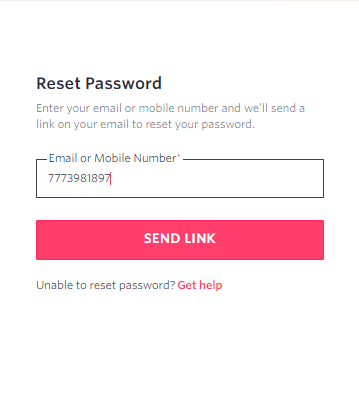 Reset Password
Enter your email or mobile number and we'll send a
link on your email to reset your password.
Email or Mobile Number*
7773981897
SEND LINK
Unable to reset password? Get help